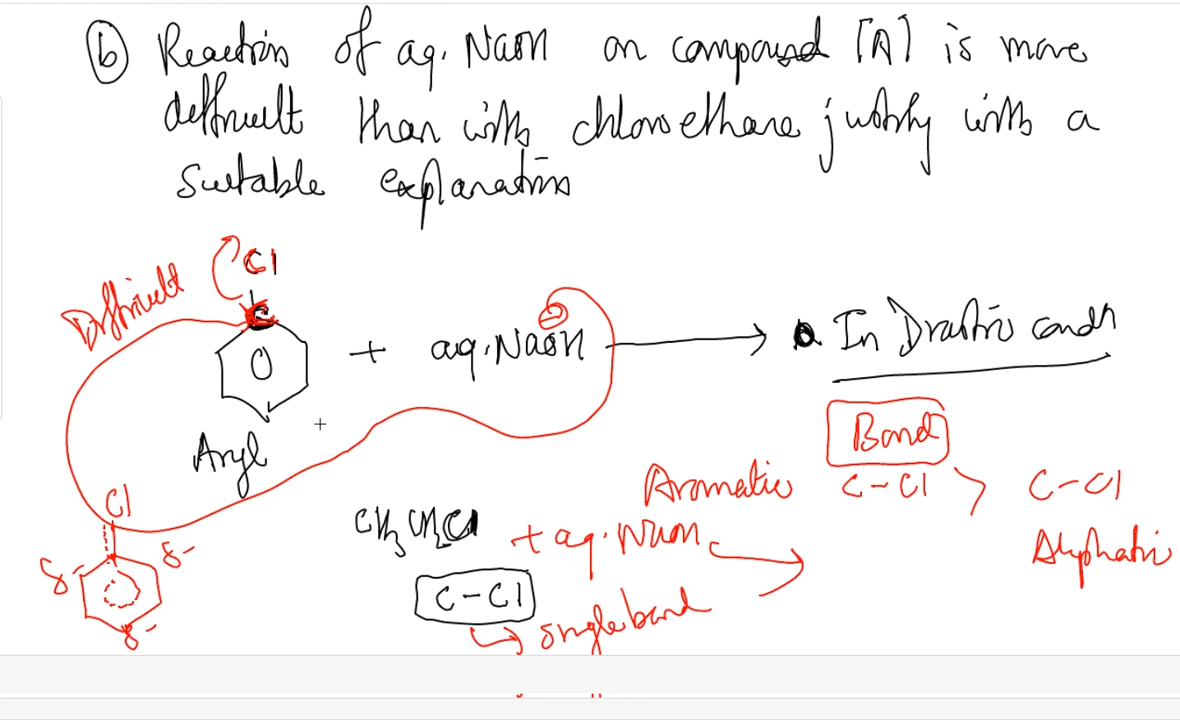 (b) Reaction of aq. NaOH on compound [A] is more
difficult than with chloroethane justify with a
suitable explanation
Difficult
Cl
C
+ aq. NaOH ⊖ → In Drastic condn
Aryl
Bond
Aromatic C-Cl > C-Cl
Aliphatic
Cl
δ- δ-
δ-
CH3CH2Cl + aq. NaOH →
C-Cl
→ single bond